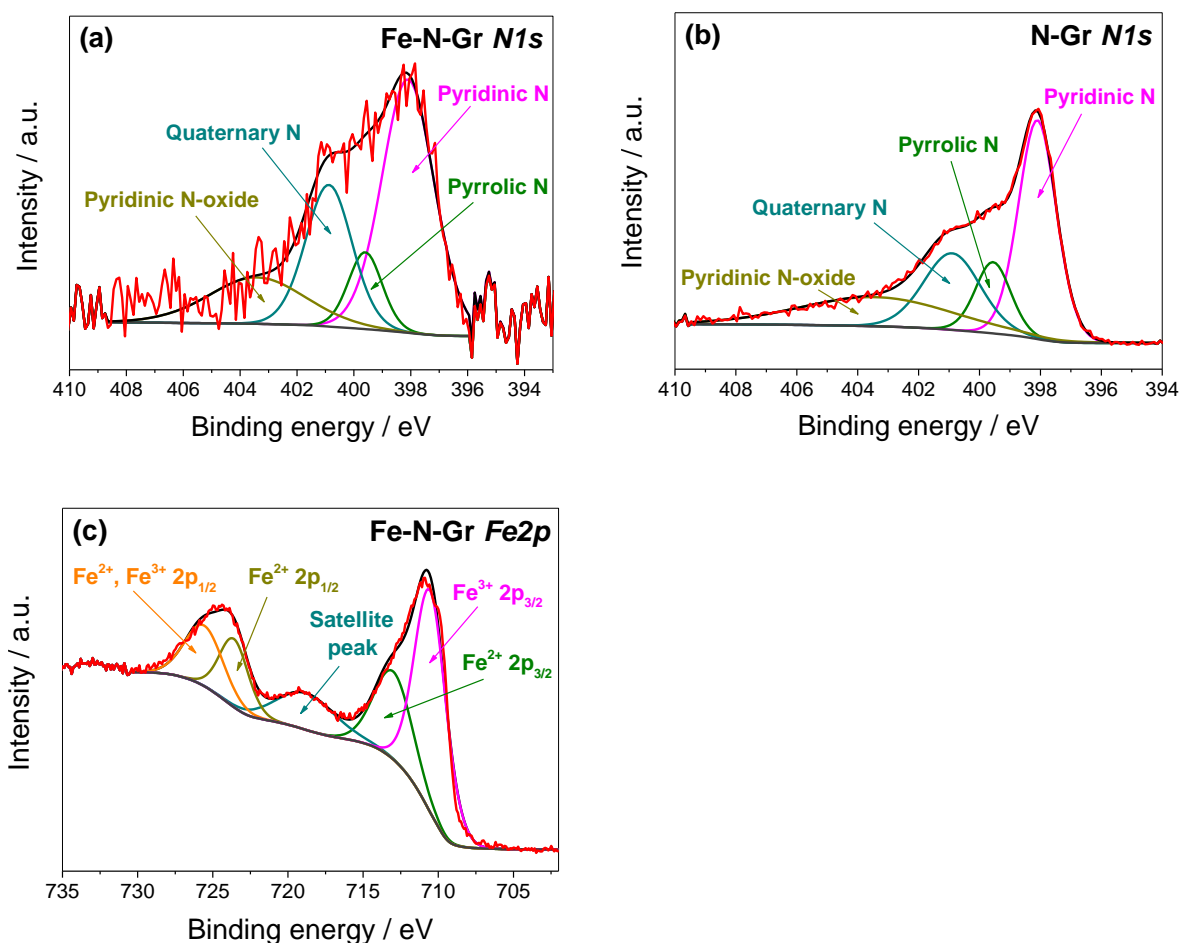 (a)
Fe-N-Gr N1s
Pyridinic N
Quaternary N
Pyrrolic N
Pyridinic N-oxide
Intensity / a.u.
410 408 406 404 402 400 398 396 394
Binding energy / eV
(b)
N-Gr N1s
Pyridinic N
Pyrrolic N
Quaternary N
Pyridinic N-oxide
Intensity / a.u.
410 408 406 404 402 400 398 396 394
Binding energy / eV
(c)
Fe-N-Gr Fe2p
Fe²⁺, Fe³⁺ 2p₁/₂
Fe²⁺ 2p₁/₂
Satellite
peak
Fe³⁺ 2p₃/₂
Fe²⁺ 2p₃/₂
Intensity / a.u.
735 730 725 720 715 710 705
Binding energy / eV